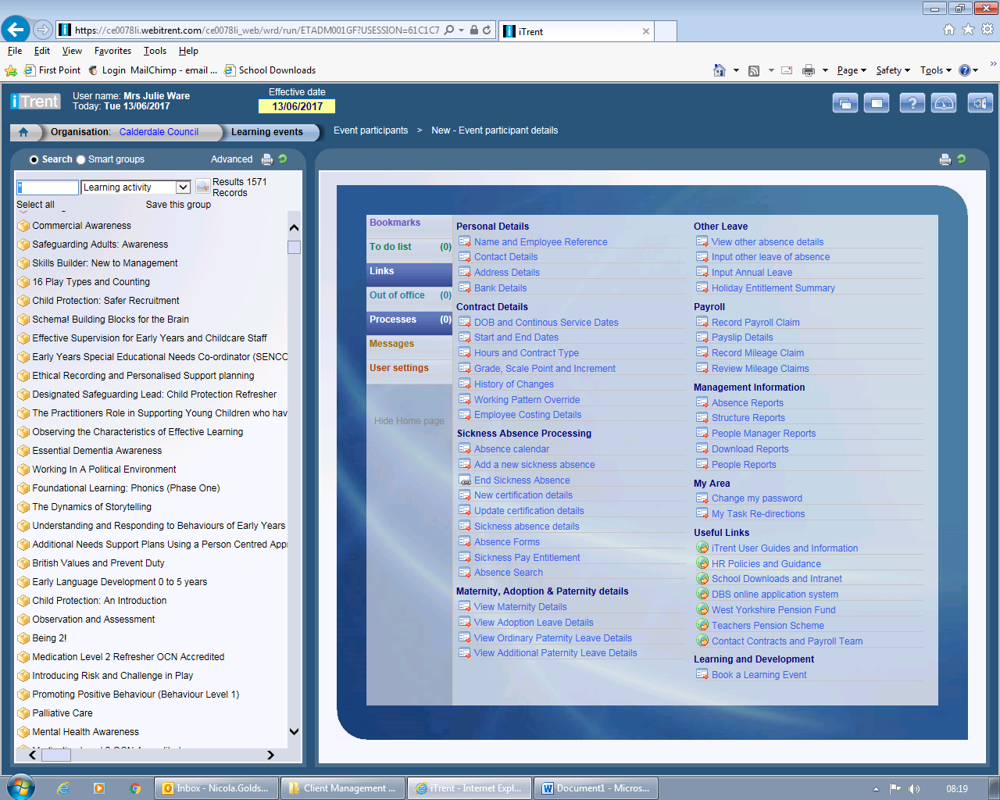 https://ce0078li.webitrent.com/ce0078li_web/wrd/run/ETADM001GF?USESSION=61C1C7
iTrent
File Edit View Favorites Tools Help
First Point Login MailChimp - email ... School Downloads
Page Safety Tools
iTrent
User name: Mrs Julie Ware
Today: Tue 13/06/2017
Effective date
13/06/2017
Organisation: Calderdale Council
Learning events
Event participants > New - Event participant details
Search Smart groups Advanced
Learning activity
Results 1571 Records
Select all Save this group
Commercial Awareness
Safeguarding Adults: Awareness
Skills Builder: New to Management
16 Play Types and Counting
Child Protection: Safer Recruitment
Schema! Building Blocks for the Brain
Effective Supervision for Early Years and Childcare Staff
Early Years Special Educational Needs Co-ordinator (SENCO
Ethical Recording and Personalised Support planning
Designated Safeguarding Lead: Child Protection Refresher
The Practitioners Role in Supporting Young Children who hav
Observing the Characteristics of Effective Learning
Essential Dementia Awareness
Working In A Political Environment
Foundational Learning: Phonics (Phase One)
The Dynamics of Storytelling
Understanding and Responding to Behaviours of Early Years
Additional Needs Support Plans Using a Person Centred Appr
British Values and Prevent Duty
Early Language Development 0 to 5 years
Child Protection: An Introduction
Observation and Assessment
Being 2!
Medication Level 2 Refresher OCN Accredited
Introducing Risk and Challenge in Play
Promoting Positive Behaviour (Behaviour Level 1)
Palliative Care
Mental Health Awareness
Bookmarks
To do list (0)
Links
Out of office (0)
Processes (0)
Messages
User settings
Hide Home page
Personal Details
Name and Employee Reference
Contact Details
Address Details
Bank Details
Contract Details
DOB and Continous Service Dates
Start and End Dates
Hours and Contract Type
Grade, Scale Point and Increment
History of Changes
Working Pattern Override
Employee Costing Details
Sickness Absence Processing
Absence calendar
Add a new sickness absence
End Sickness Absence
New certification details
Update certification details
Sickness absence details
Absence Forms
Sickness Pay Entitlement
Absence Search
Maternity, Adoption & Paternity details
View Maternity Details
View Adoption Leave Details
View Ordinary Paternity Leave Details
View Additional Paternity Leave Details
Other Leave
View other absence details
Input other leave of absence
Input Annual Leave
Holiday Entitlement Summary
Payroll
Record Payroll Claim
Payslip Details
Record Mileage Claim
Review Mileage Claims
Management Information
Absence Reports
Structure Reports
People Manager Reports
Download Reports
People Reports
My Area
Change my password
My Task Re-directions
Useful Links
iTrent User Guides and Information
HR Policies and Guidance
School Downloads and Intranet
DBS online application system
West Yorkshire Pension Fund
Teachers Pension Scheme
Contact Contracts and Payroll Team
Learning and Development
Book a Learning Event
Inbox - Nicola.Golds...
Client Management ...
iTrent - Internet Expl...
Document1 - Micros...
08:19